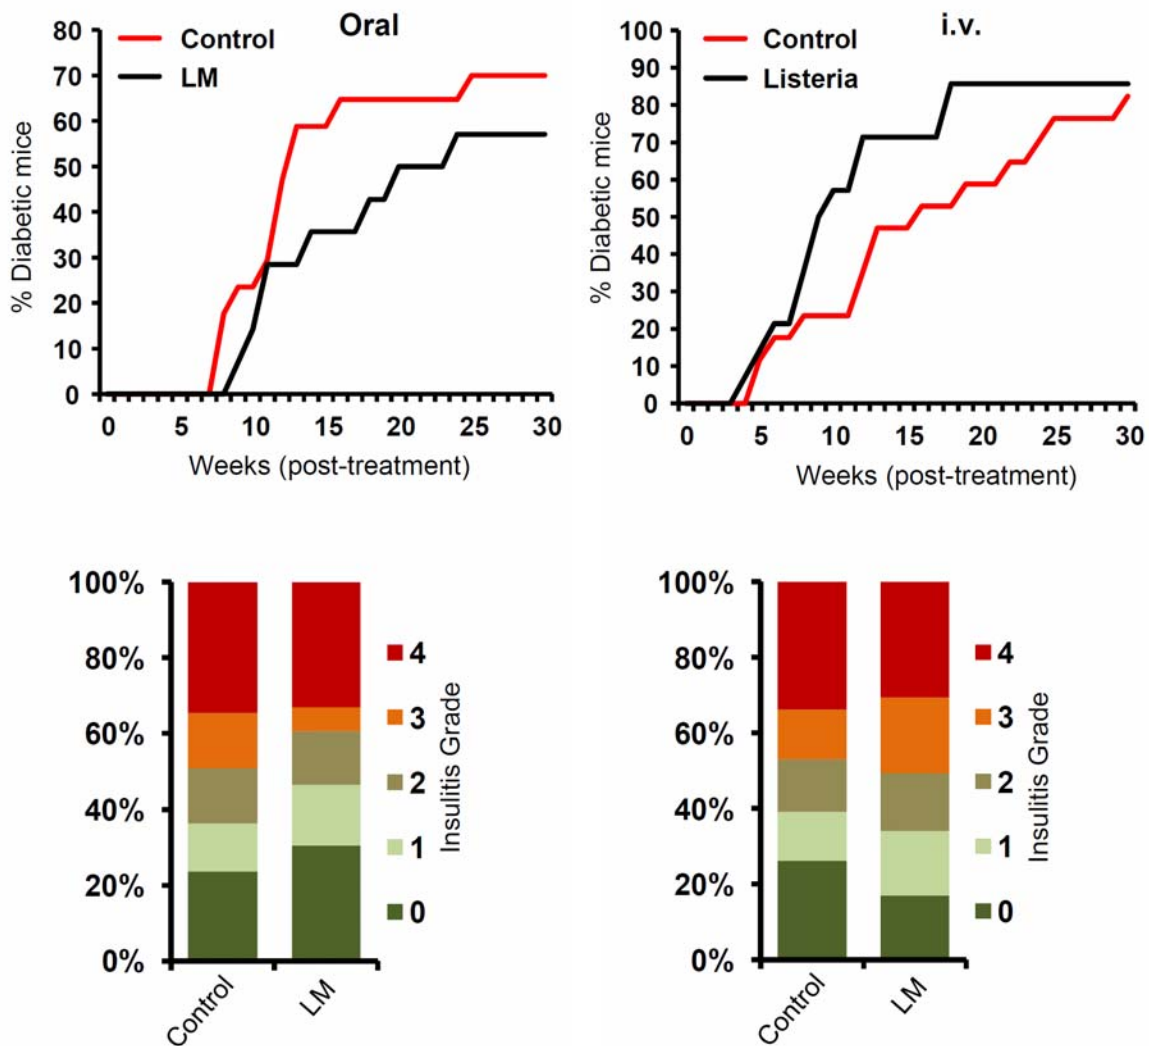 Oral
Control
LM
80
70
60
50
40
30
20
10
0
% Diabetic mice
0 5 10 15 20 25 30
Weeks (post-treatment)
i.v.
Control
Listeria
100
90
80
70
60
50
40
30
20
10
0
% Diabetic mice
0 5 10 15 20 25 30
Weeks (post-treatment)
100%
80%
60%
40%
20%
0%
Control
LM
4
3
2
1
0
Insulitis Grade
100%
80%
60%
40%
20%
0%
Control
LM
4
3
2
1
0
Insulitis Grade